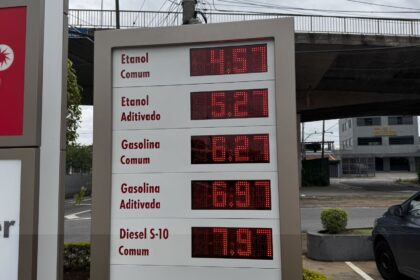 Etanol
Comum
4.57
Etanol
Aditivado
5.27
Gasolina
Comum
6.27
Gasolina
Aditivada
6.97
Diesel S-10
Comum
7.97
er